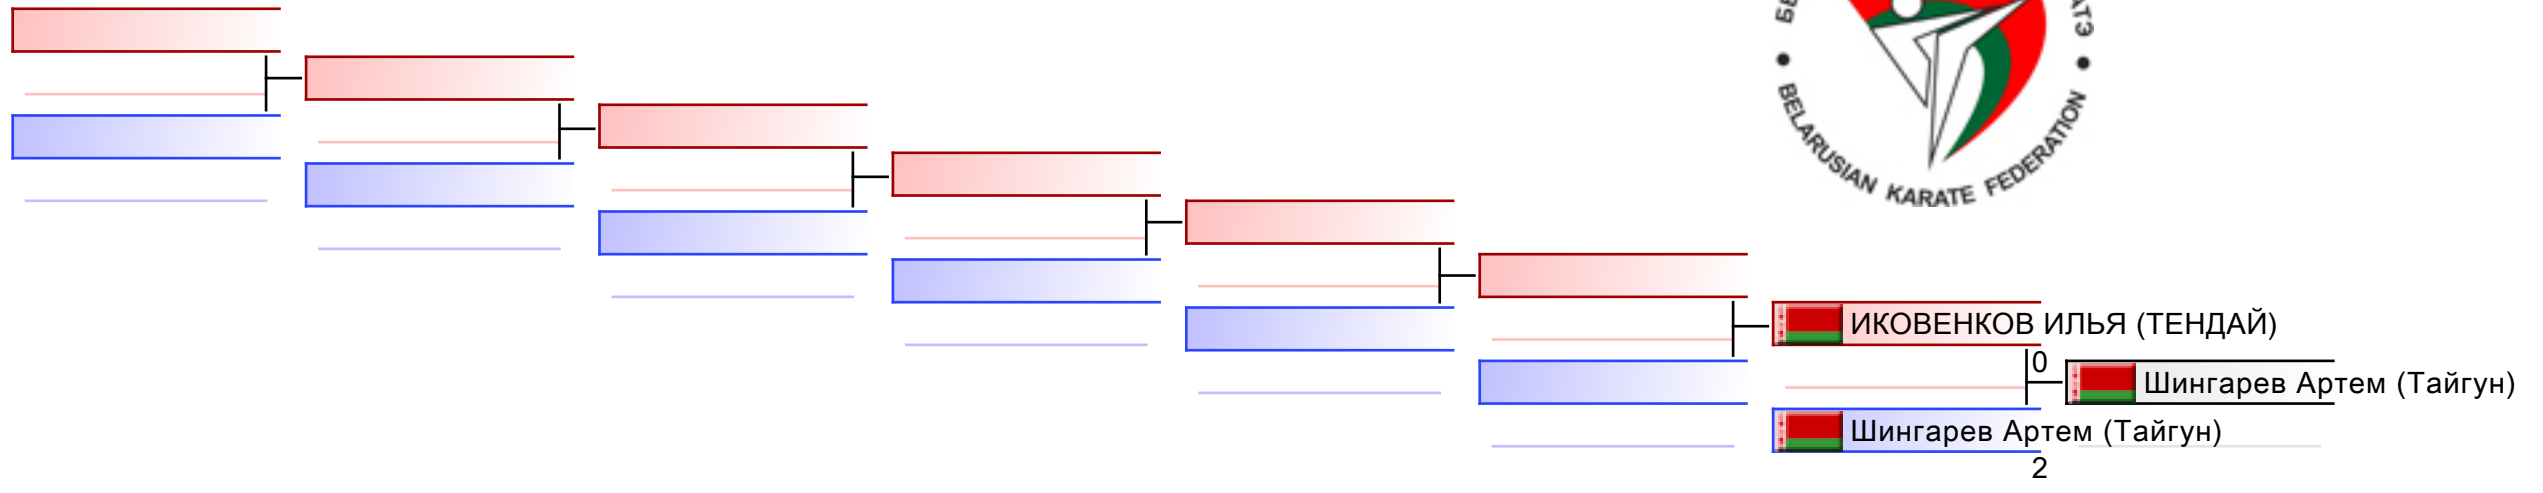 BELARUSIAN KARATE FEDERATION
ИКОВЕНКОВ ИЛЬЯ (ТЕНДАЙ)
0
Шингарев Артем (Тайгун)
Шингарев Артем (Тайгун)
2